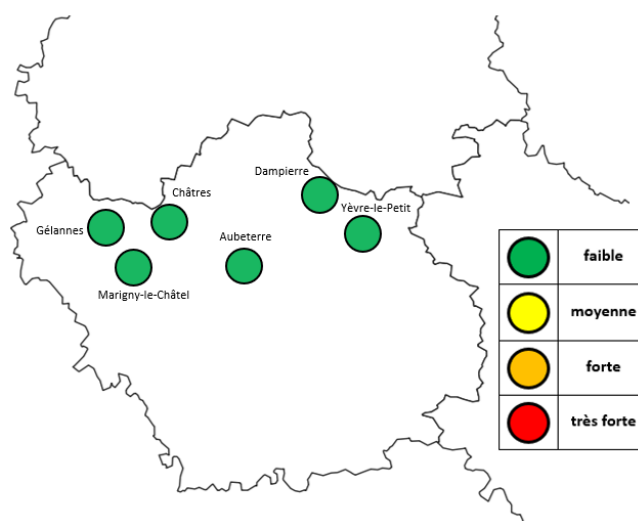 Dampierre
Châtres
Yèvre-le-Petit
Gélannes
Aubeterre
Marigny-le-Châtel
faible
moyenne
forte
très forte